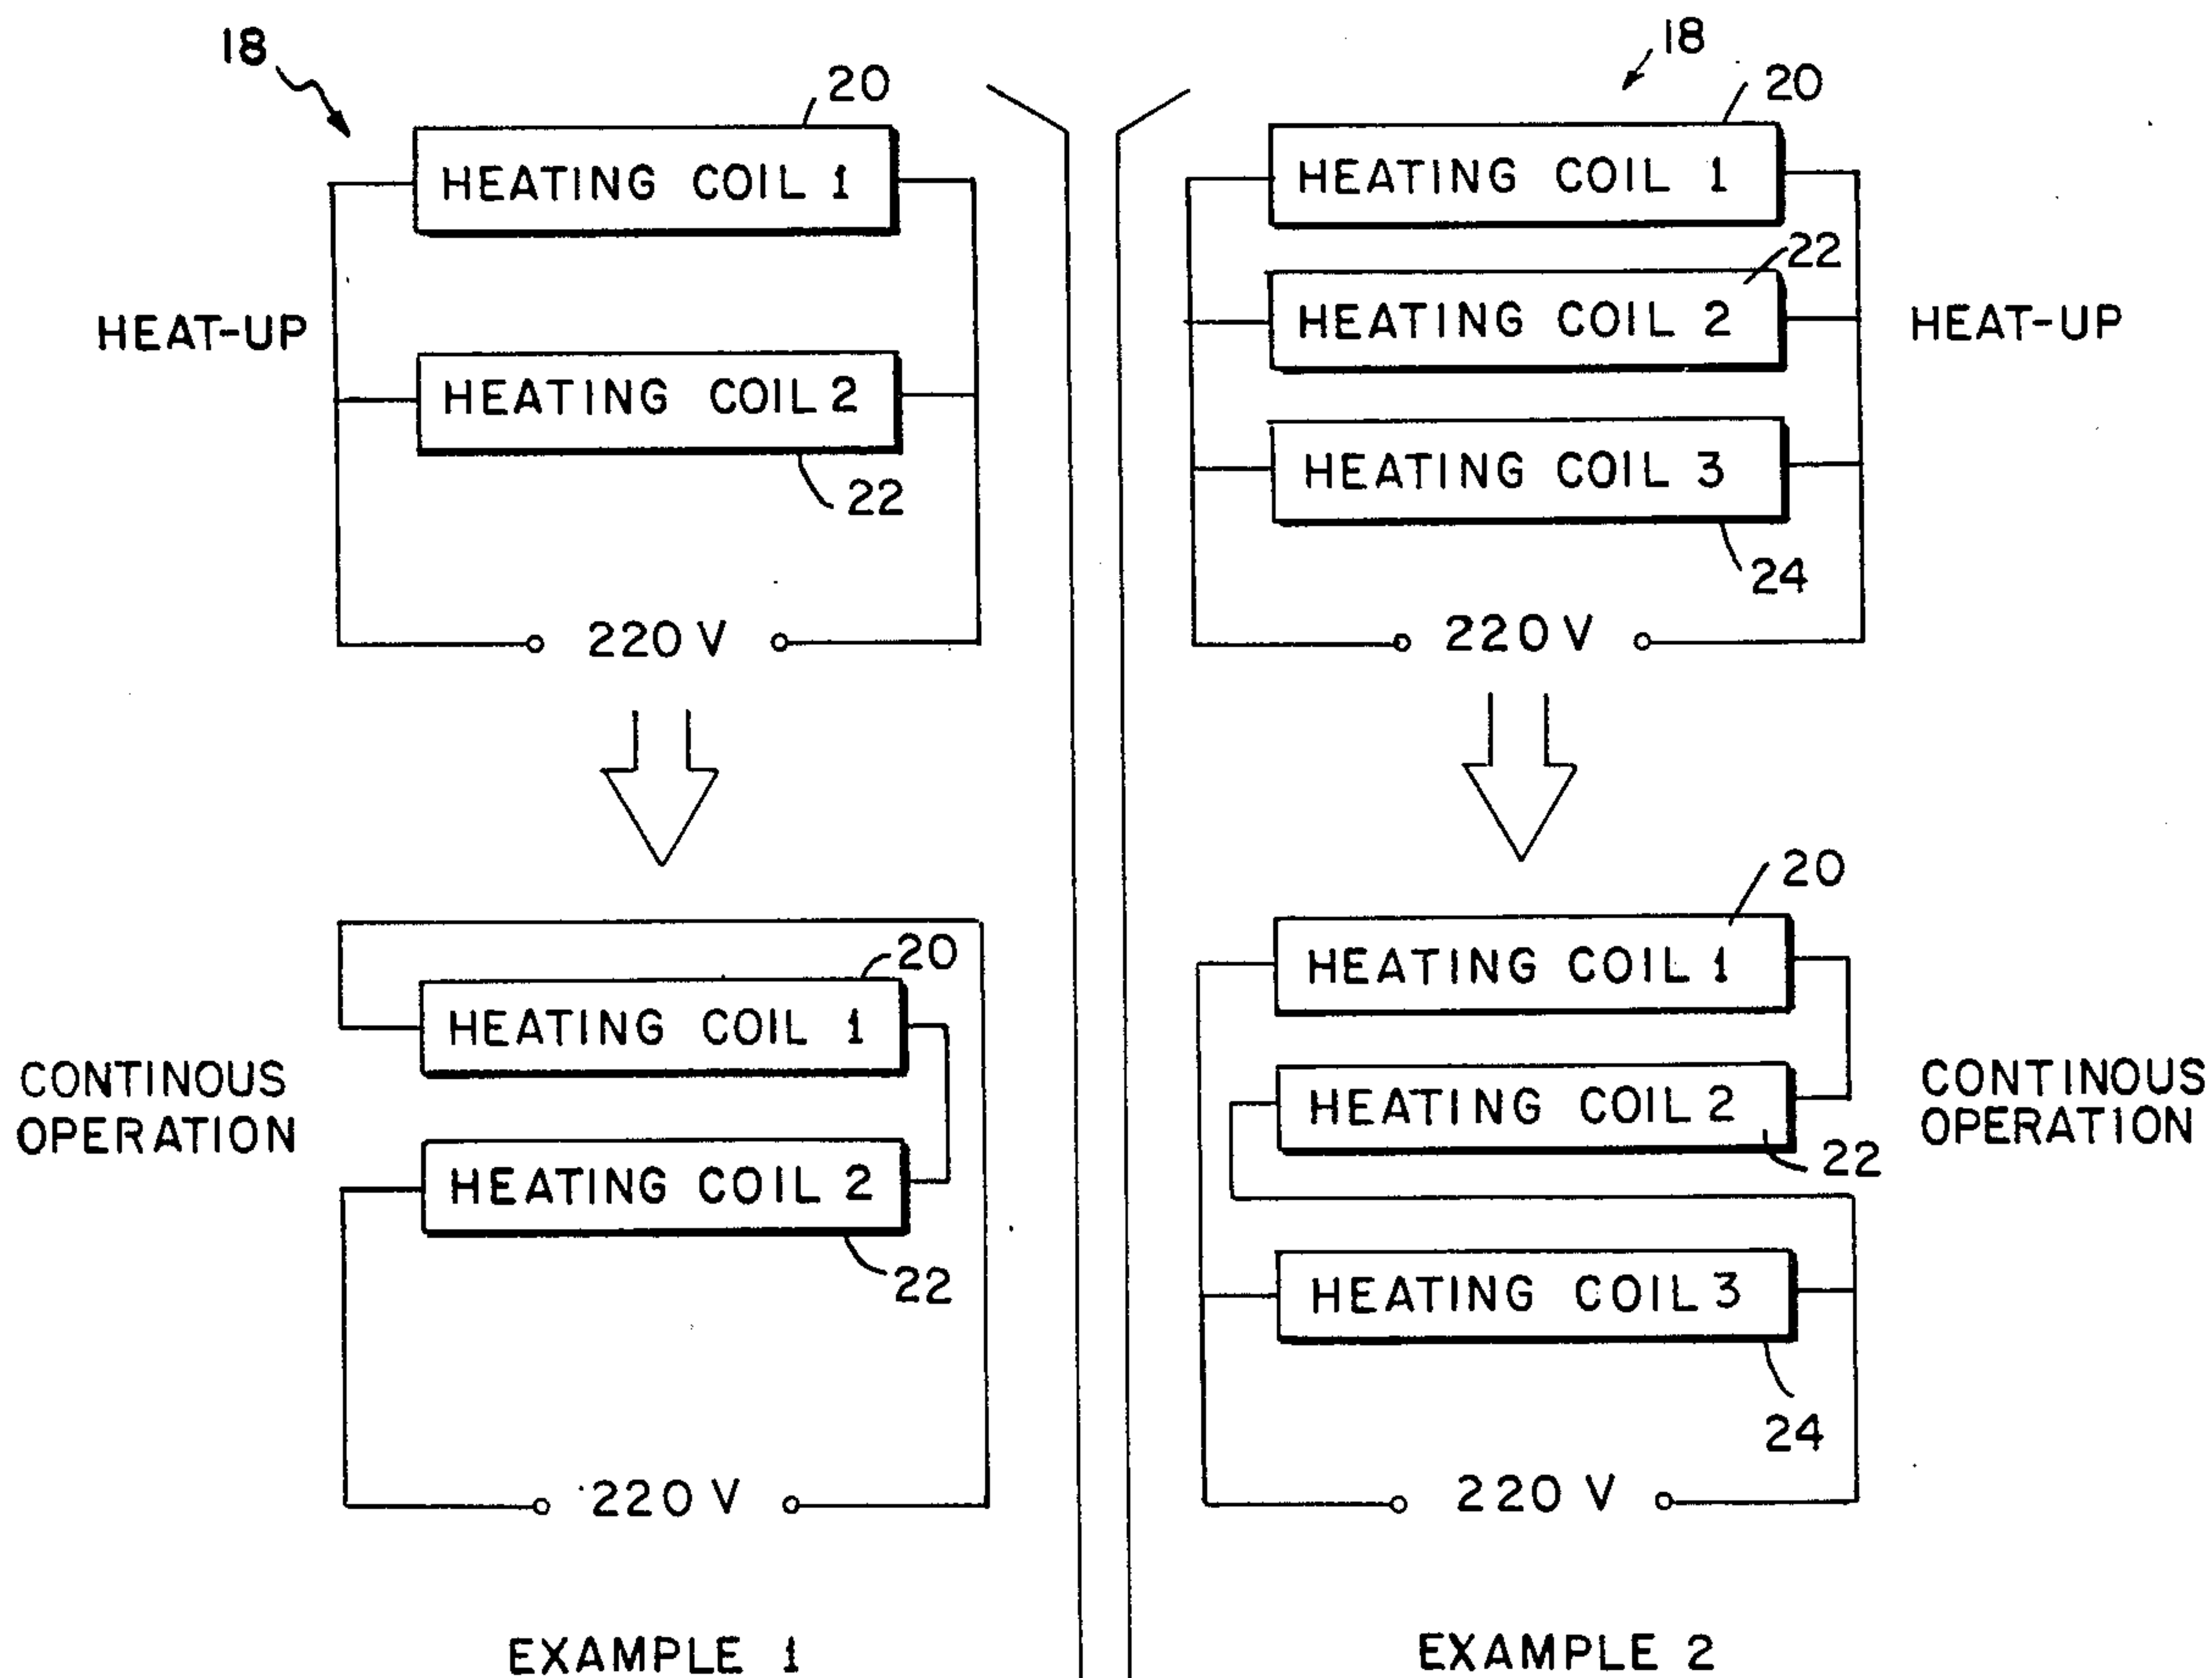 18
20
HEATING COIL 1
HEAT-UP
HEATING COIL 2
22
220 V
20
HEATING COIL 1
CONTINOUS
OPERATION
HEATING COIL 2
22
220 V
EXAMPLE 1
18
20
HEATING COIL 1
22
HEATING COIL 2
HEAT-UP
HEATING COIL 3
24
220 V
20
HEATING COIL 1
HEATING COIL 2
CONTINOUS
OPERATION
22
HEATING COIL 3
24
220 V
EXAMPLE 2